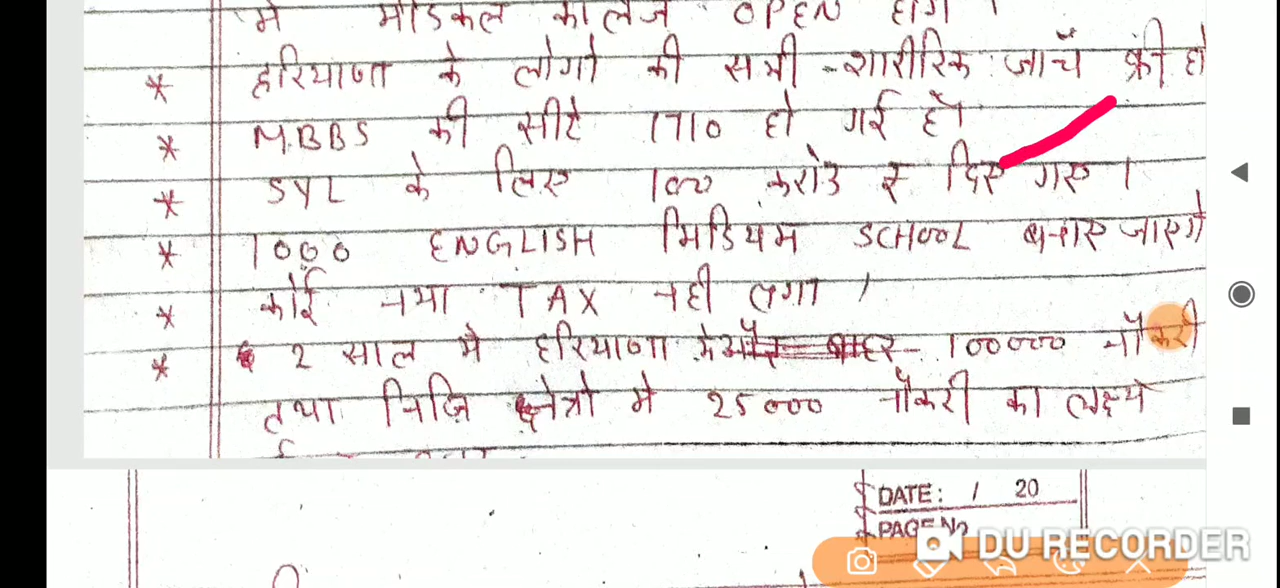 मे मेडिकल कॉलेज OPEN होंगे ।
* हरियाणा के लोगो की सभी शारीरिक जाँचे फ्री हो
* M.BBS की सीटे 1710 हो गई है।
* SYL के लिए 100 करोड रु दिए गए ।
* 1000 ENGLISH मिडियम SCHOOL बनाए जाएगे
* कोई नया TAX नही लगा ।
* 2 साल मे हरियाणा मे 100000 नौकरी
तथा निजि क्षेत्रो मे 25000 नौकरी का लक्ष्य
DATE: / 20
PAGE No
DU RECORDER